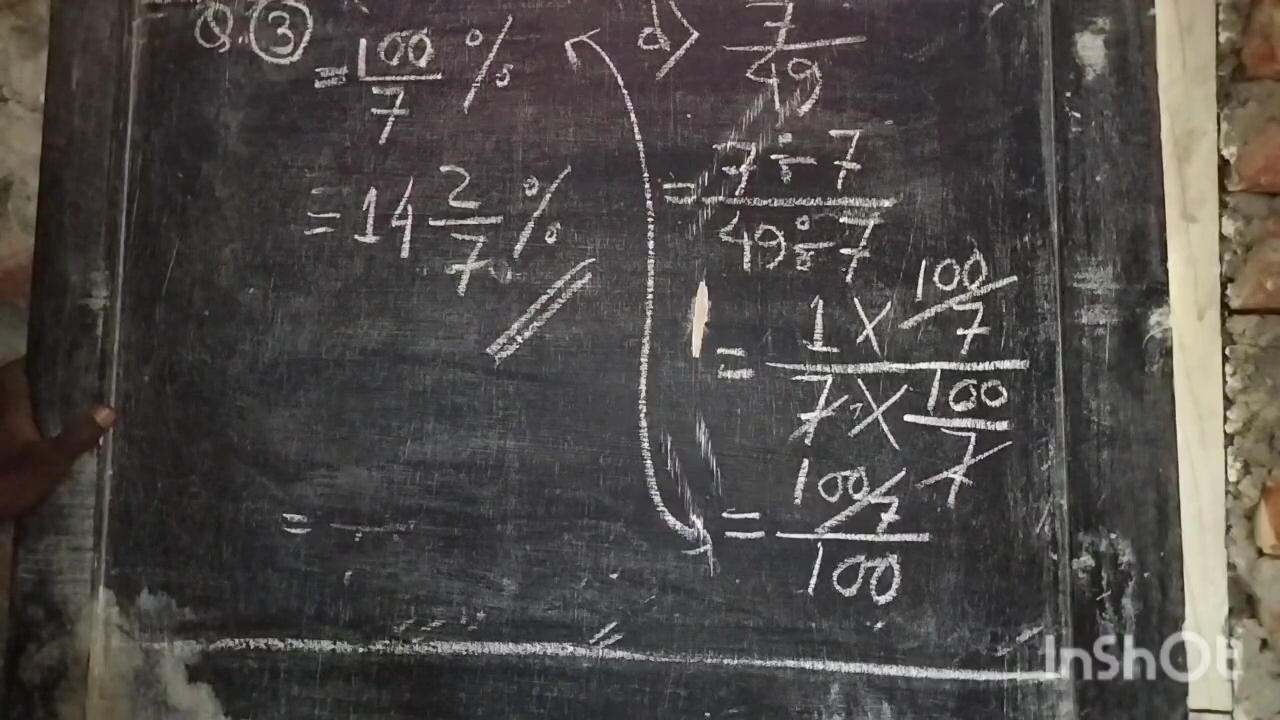 Q.3
= 100/7 %
= 14 2/7 %
=
d> 7/49
= 7÷7/49÷7
= 1 X 100/7 / 7 X 100/7
= 100/7 / 100
InShOt